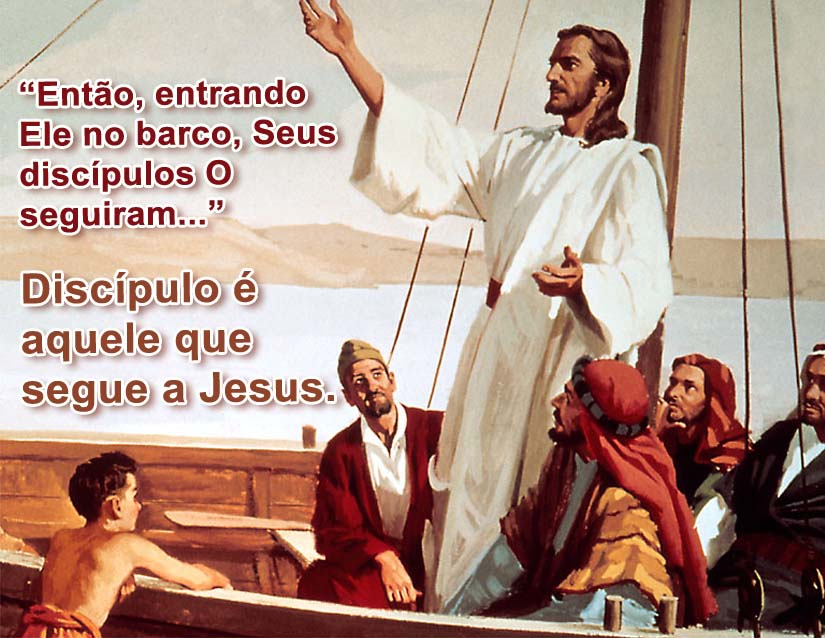 “Então, entrando
Ele no barco, Seus
discípulos O
seguiram...”
Discípulo é
aquele que
segue a Jesus.